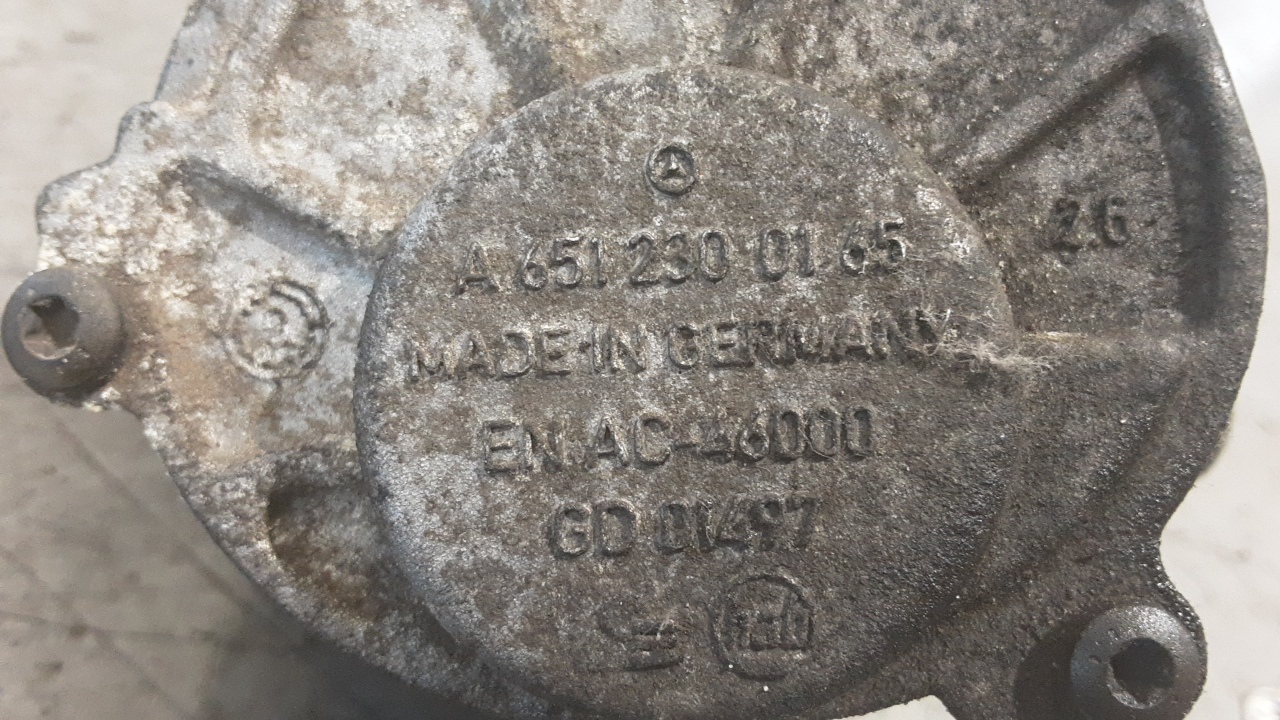 A 651 230 01 65
2.6
MADE IN GERMANY
EN AC-46000
GD 01497